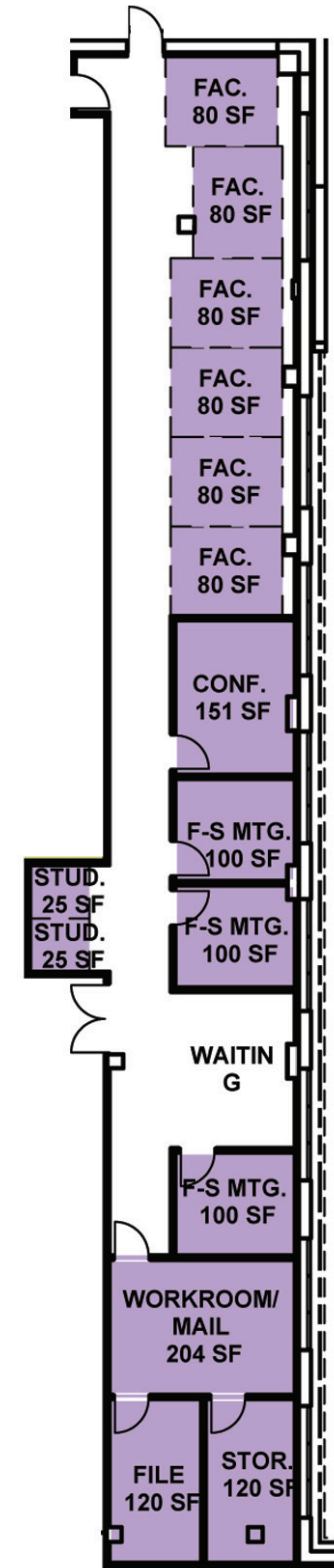 FAC.
80 SF
FAC.
80 SF
FAC.
80 SF
FAC.
80 SF
FAC.
80 SF
FAC.
80 SF
CONF.
151 SF
F-S MTG.
100 SF
STUD.
25 SF
STUD.
25 SF
F-S MTG.
100 SF
WAITIN
G
F-S MTG.
100 SF
WORKROOM/
MAIL
204 SF
FILE
120 SF
STOR.
120 SF